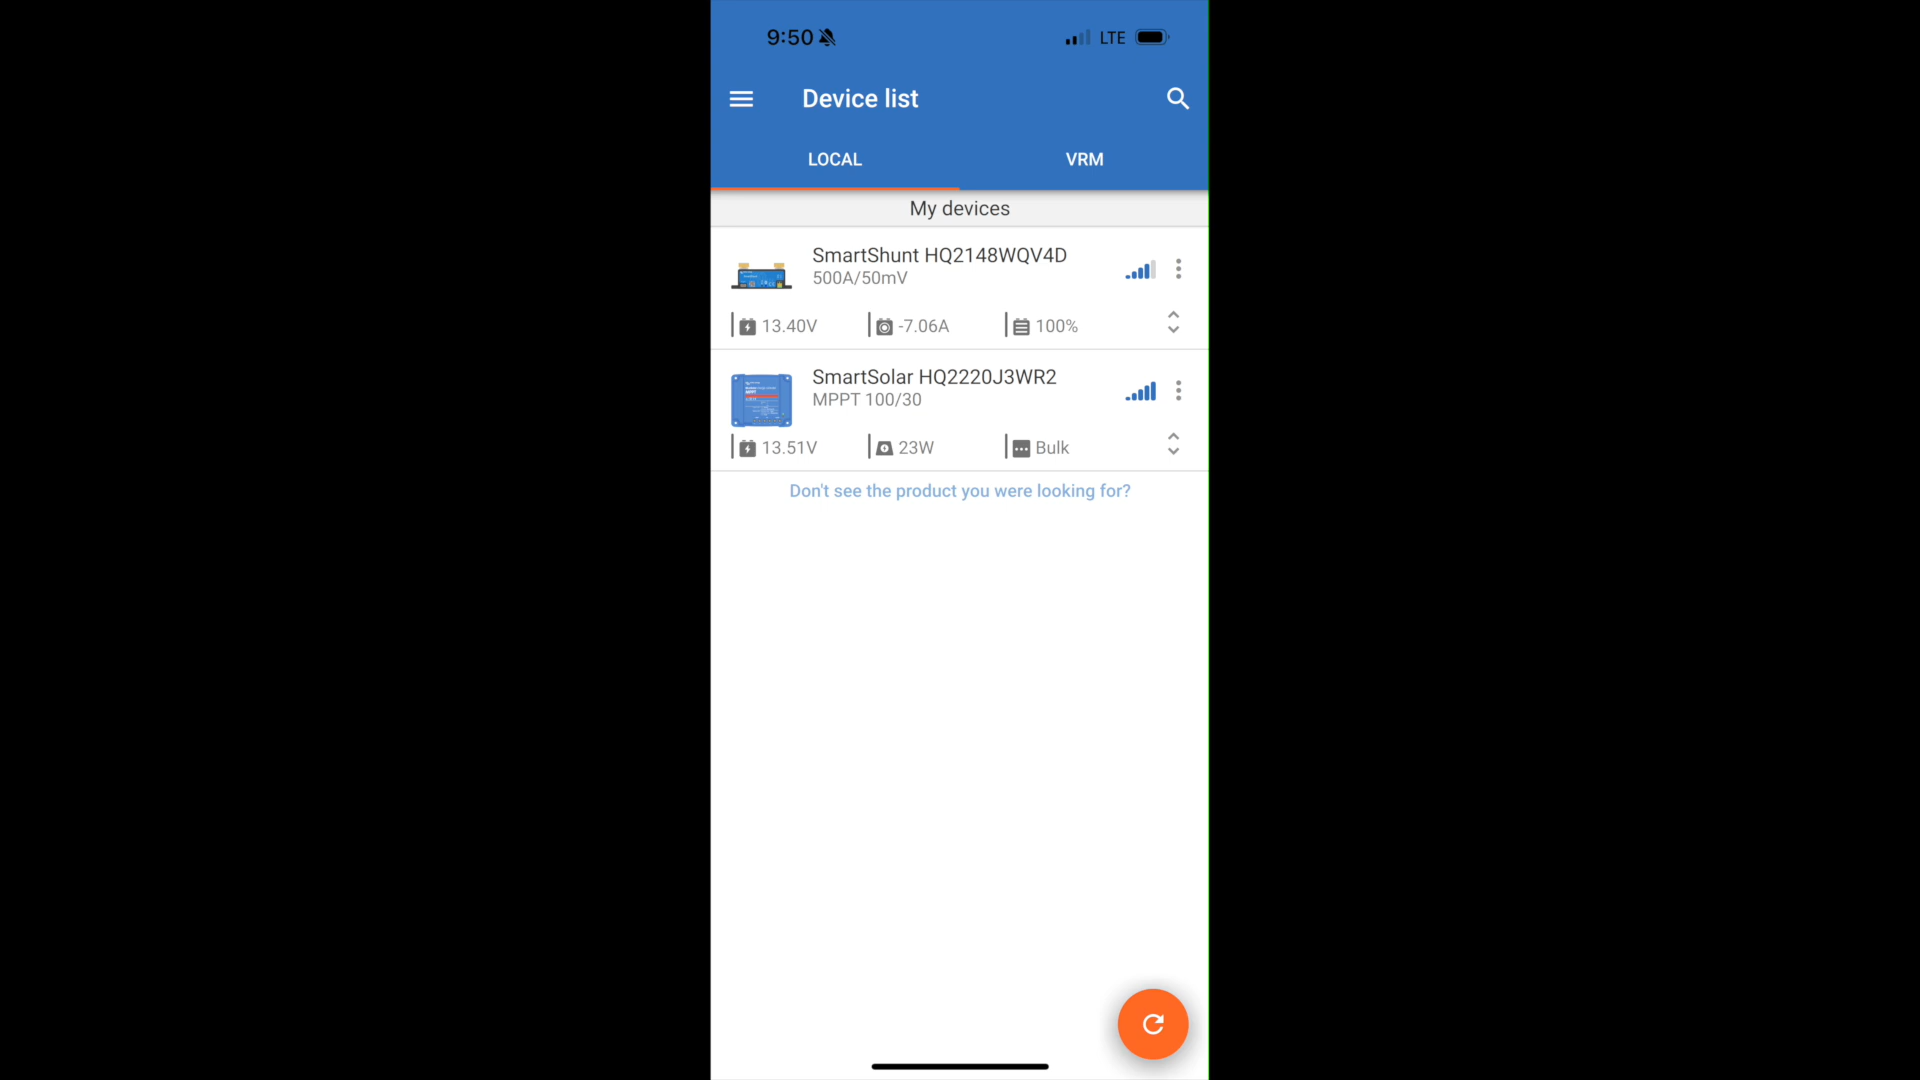 9:50 LTE
Device list
LOCAL VRM
My devices
SmartShunt HQ2148WQV4D
500A/50mV
13.40V -7.06A 100%
SmartSolar HQ2220J3WR2
MPPT 100/30
13.51V 23W Bulk
Don't see the product you were looking for?